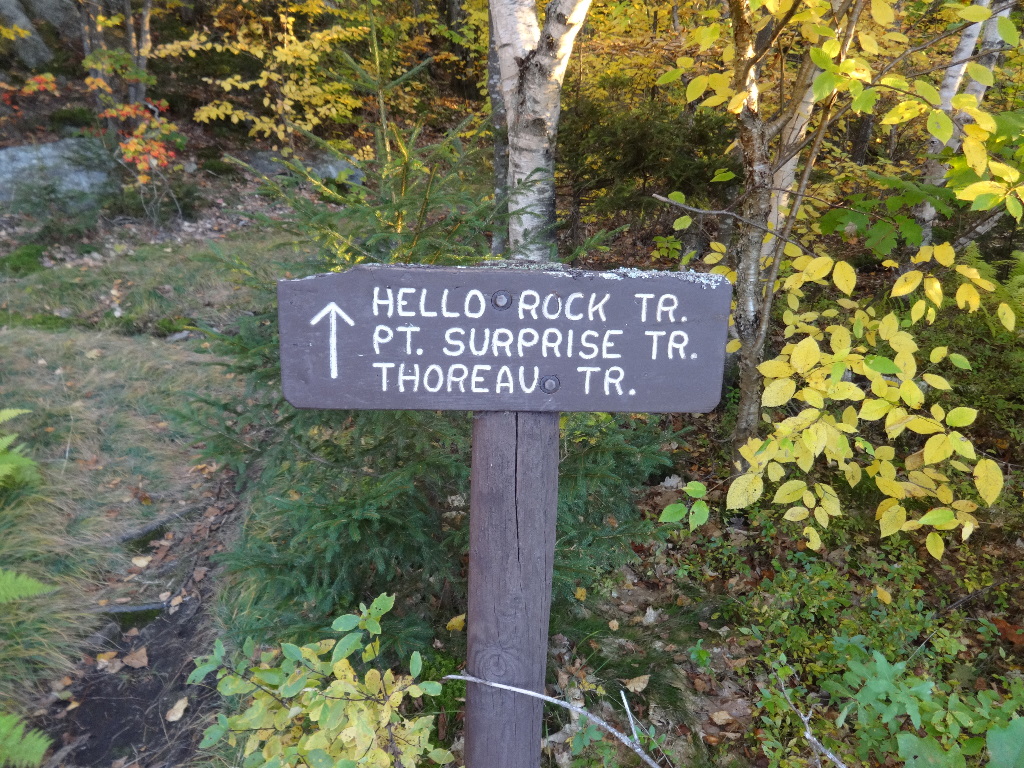 HELLO ROCK TR.
PT. SURPRISE TR.
THOREAU TR.